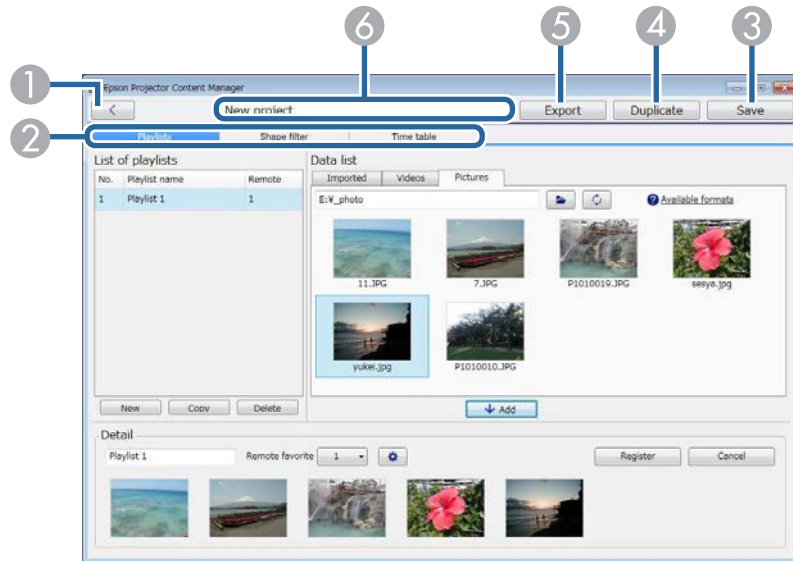 6 5 4 3
1
Epson Projector Content Manager
< New project Export Duplicate Save
2
Playlists Shape filter Time table
List of playlists Data list
No. Playlist name Remote Imported Videos Pictures
1 Playlist 1 1 E:¥_photo ? Available formats
11.JPG 7.JPG P1010019.JPG sesya.jpg
yukei.jpg P1010010.JPG
New Copy Delete Add
Detail
Playlist 1 Remote favorite 1 Register Cancel